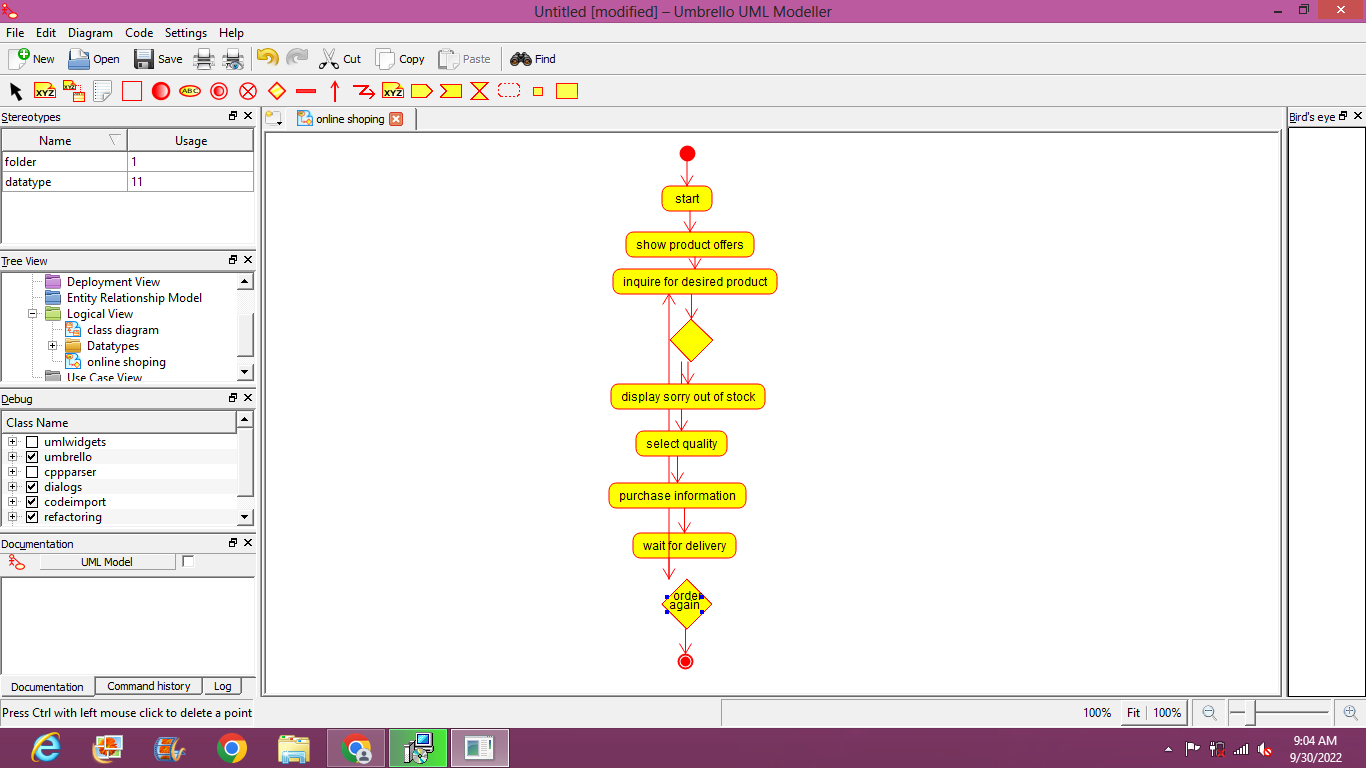 Untitled [modified] – Umbrello UML Modeller
File Edit Diagram Code Settings Help
New Open Save Cut Copy Paste Find
XYZ XYZ ABC XYZ
Stereotypes
Name Usage
folder 1
datatype 11
online shoping
Bird's eye
start
show product offers
inquire for desired product
display sorry out of stock
select quality
purchase information
wait for delivery
order
again
Tree View
Deployment View
Entity Relationship Model
Logical View
class diagram
Datatypes
online shoping
Use Case View
Debug
Class Name
umlwidgets
umbrello
cppparser
dialogs
codeimport
refactoring
Documentation
UML Model
Documentation Command history Log
Press Ctrl with left mouse click to delete a point
100% Fit 100%
9:04 AM
9/30/2022